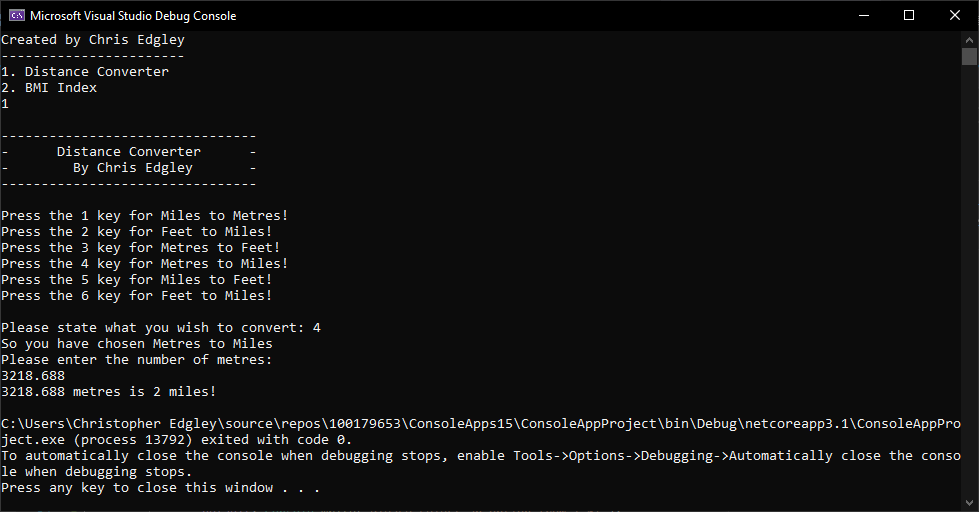 Microsoft Visual Studio Debug Console
Created by Chris Edgley
-----------------------
1. Distance Converter
2. BMI Index
1
--------------------------------
-      Distance Converter      -
-        By Chris Edgley       -
--------------------------------
Press the 1 key for Miles to Metres!
Press the 2 key for Feet to Miles!
Press the 3 key for Metres to Feet!
Press the 4 key for Metres to Miles!
Press the 5 key for Miles to Feet!
Press the 6 key for Feet to Miles!
Please state what you wish to convert: 4
So you have chosen Metres to Miles
Please enter the number of metres:
3218.688
3218.688 metres is 2 miles!
C:\Users\Christopher Edgley\source\repos\100179653\ConsoleApps15\ConsoleAppProject\bin\Debug\netcoreapp3.1\ConsoleAppPro
ject.exe (process 13792) exited with code 0.
To automatically close the console when debugging stops, enable Tools->Options->Debugging->Automatically close the conso
le when debugging stops.
Press any key to close this window . . .